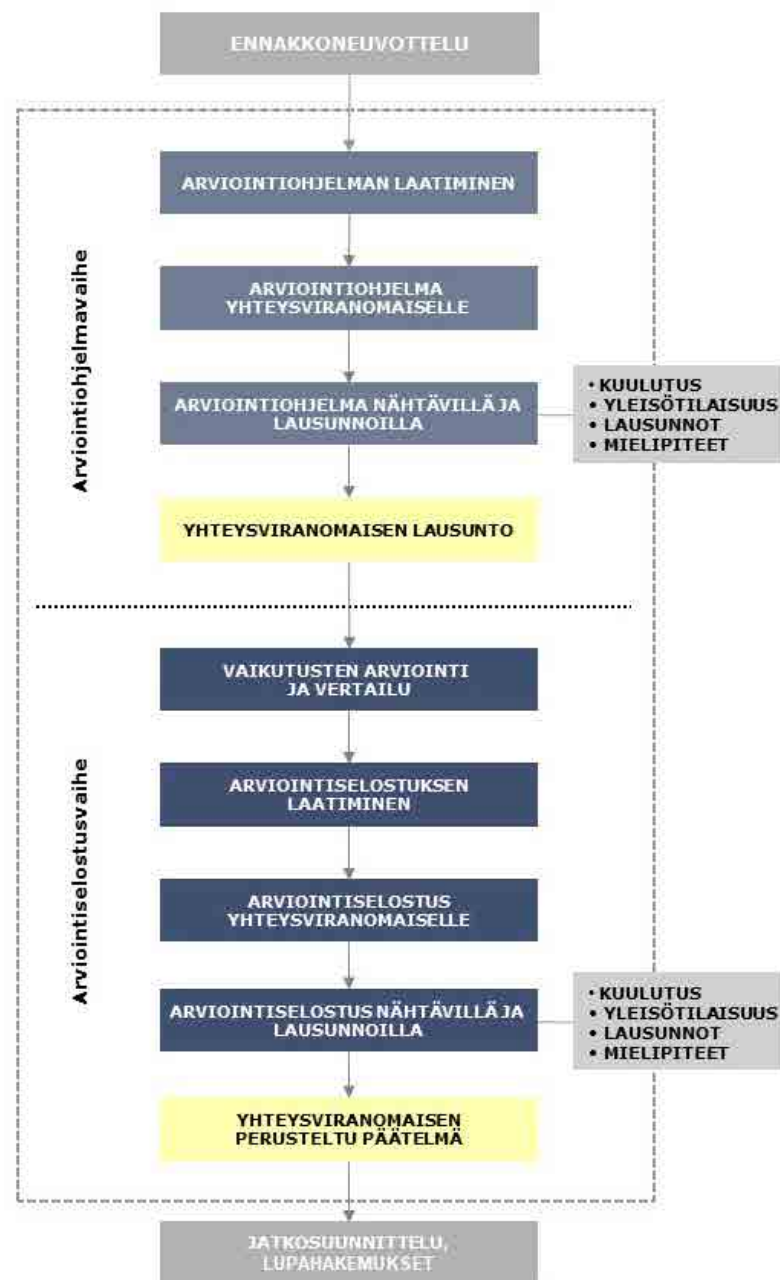 ENNAKKONEUVOTTELU
Arviointiohjelmavaihe
ARVIOINTIOHJELMAN LAATIMINEN
ARVIOINTIOHJELMA
YHTEYSVIRANOMAISELLE
ARVIOINTIOHJELMA NÄHTÄVILLÄ JA
LAUSUNNOILLA
• KUULUTUS
• YLEISÖTILAISUUS
• LAUSUNNOT
• MIELIPITEET
YHTEYSVIRANOMAISEN LAUSUNTO
Arviointiselostusvaihe
VAIKUTUSTEN ARVIOINTI
JA VERTAILU
ARVIOINTISELOSTUKSEN
LAATIMINEN
ARVIOINTISELOSTUS
YHTEYSVIRANOMAISELLE
ARVIOINTISELOSTUS NÄHTÄVILLÄ JA
LAUSUNNOILLA
• KUULUTUS
• YLEISÖTILAISUUS
• LAUSUNNOT
• MIELIPITEET
YHTEYSVIRANOMAISEN
PERUSTELTU PÄÄTELMÄ
JATKOSUUNNITTELU,
LUPAHAKEMUKSET